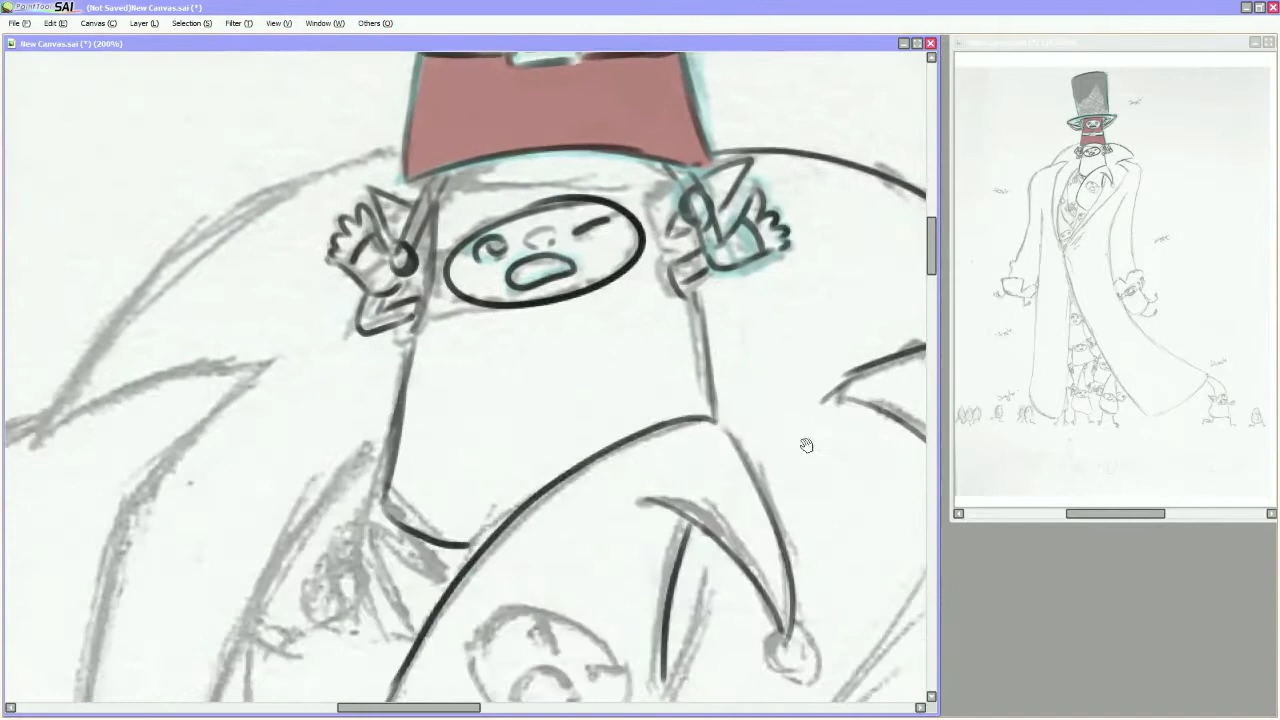 PaintTool SAI (Not Saved)New Canvas.sai (*)
File (F) Edit (E) Canvas (C) Layer (L) Selection (S) Filter (T) View (V) Window (W) Others (O)
New Canvas.sai (*) (200%)